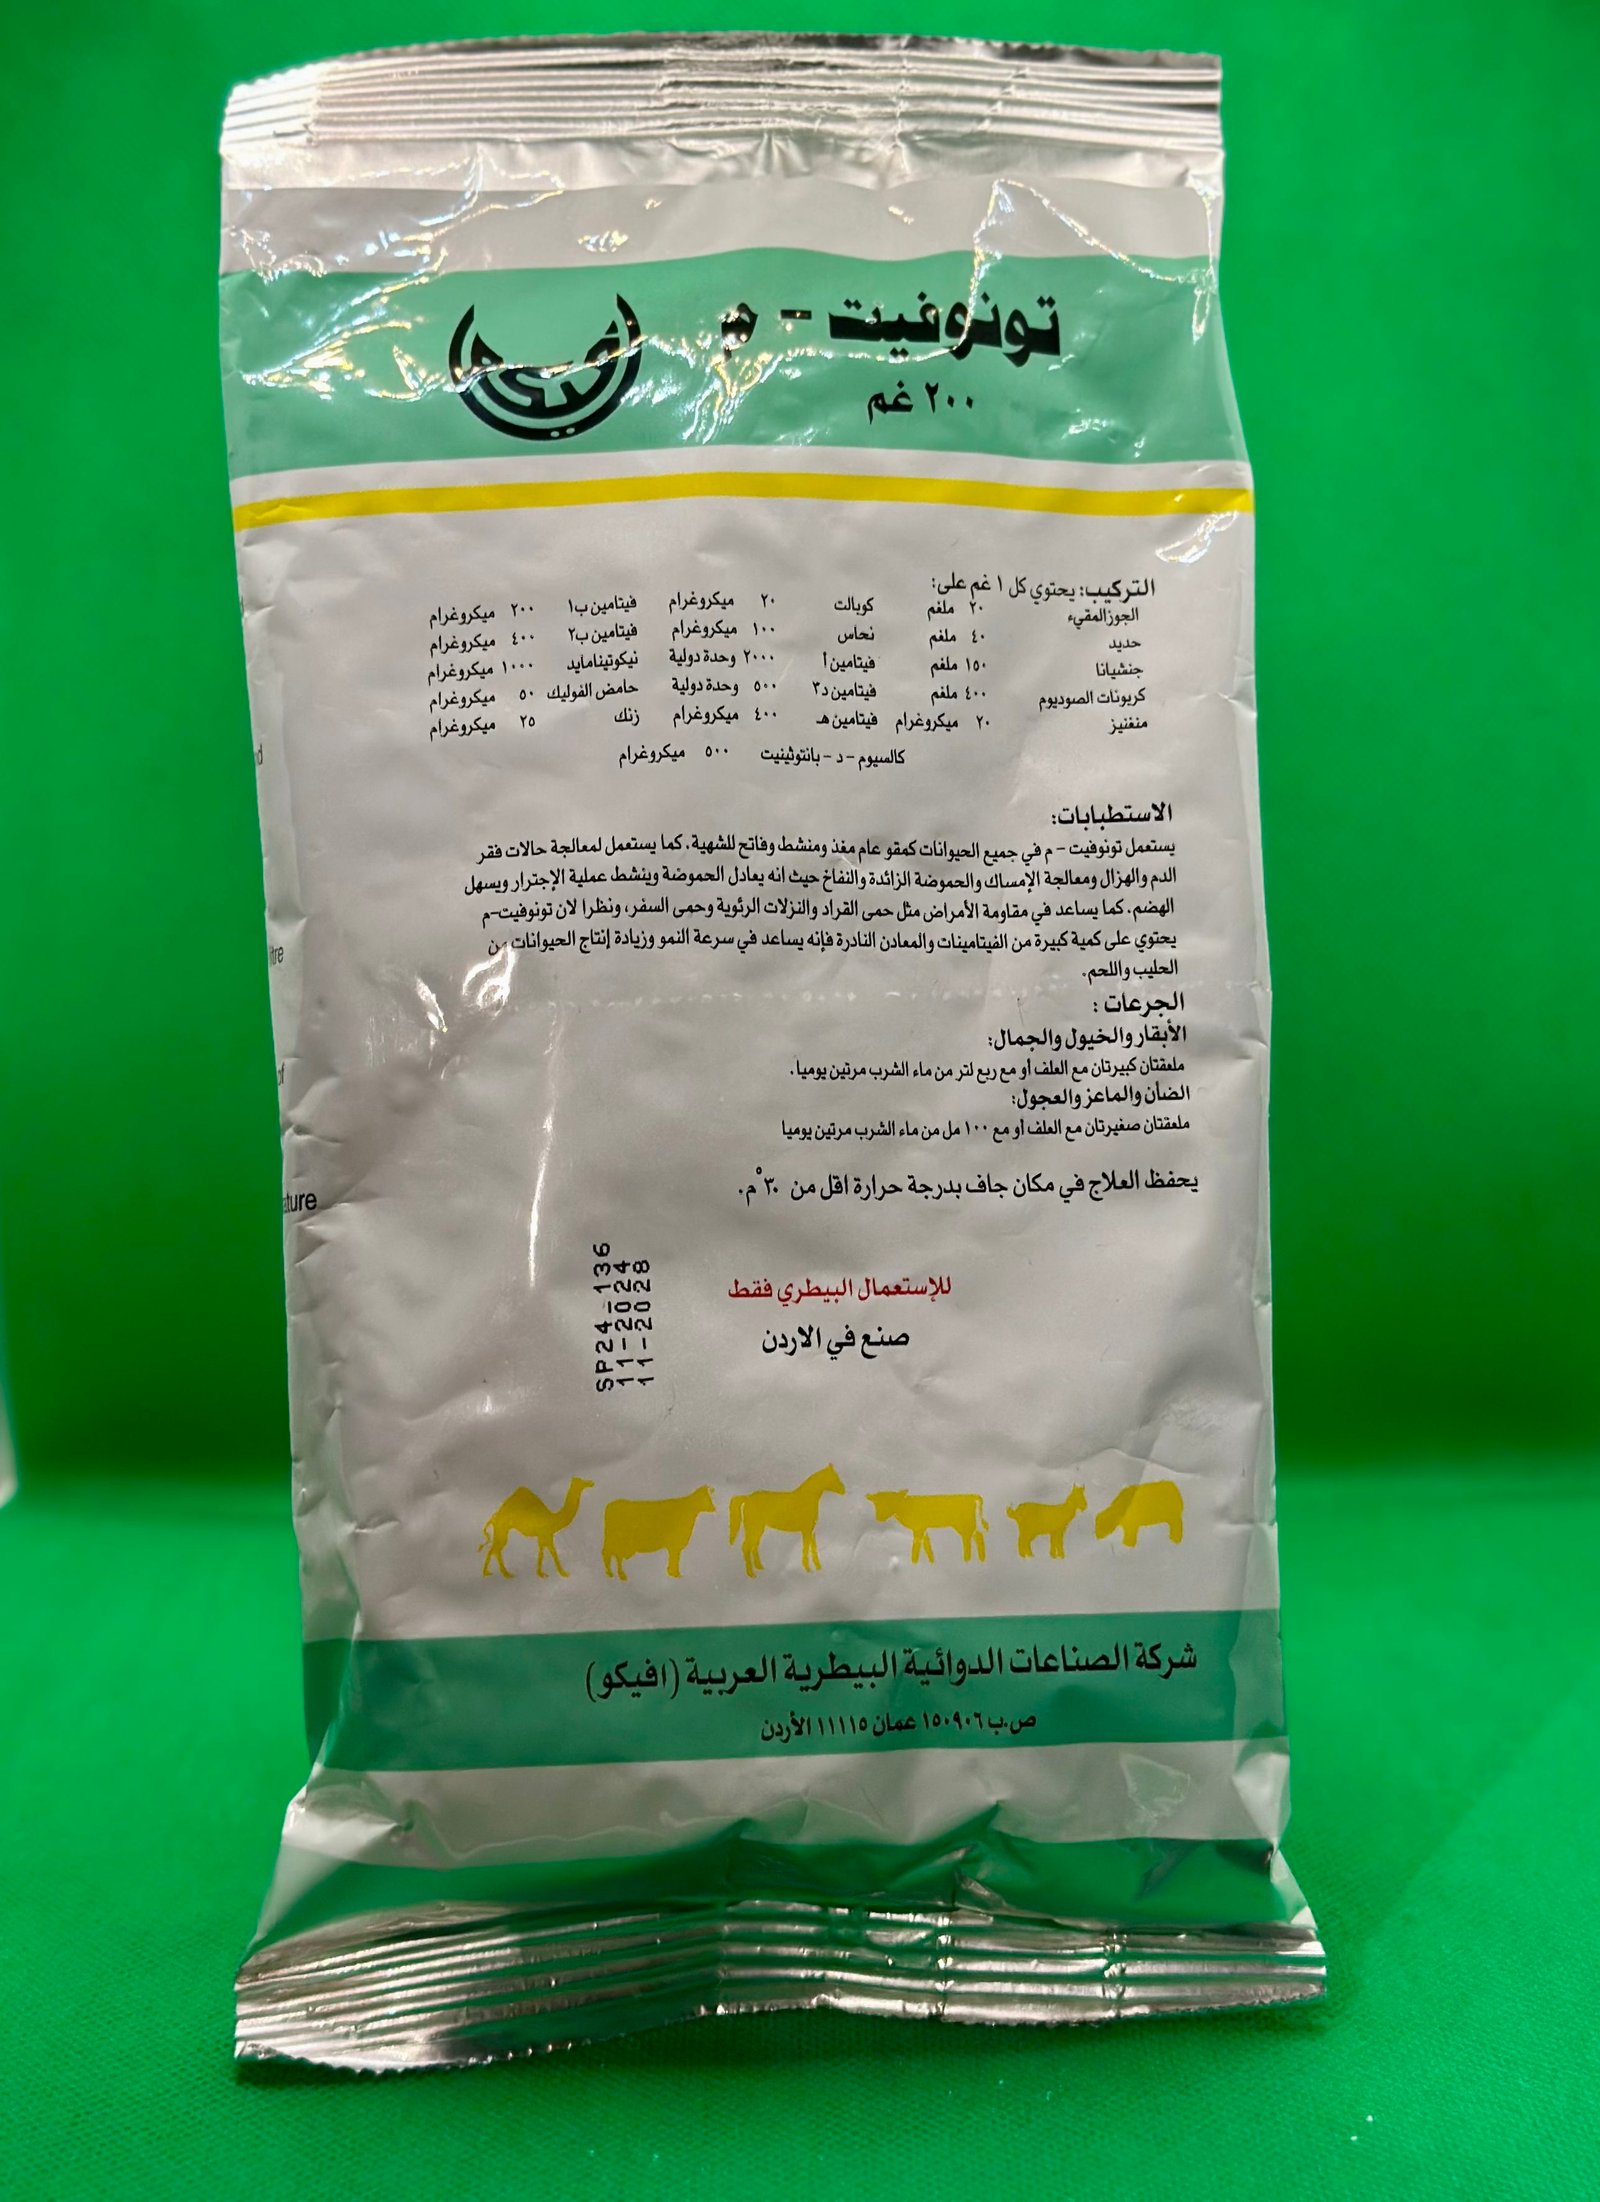 تونوفيت - م
٢٠٠ غم
افيكو
التركيب: يحتوي كل ١ غم على:
الجوز المقيء ٢٠ ملغم كوبالت ٢٠ ميكروغرام فيتامين ب١ ٢٠٠ ميكروغرام
حديد ٤٠ ملغم نحاس ١٠٠ ميكروغرام فيتامين ب٢ ٤٠٠ ميكروغرام
جنشيانا ١٥٠ ملغم فيتامين أ ٢٠٠٠ وحدة دولية نيكوتينامايد ١٠٠٠ ميكروغرام
كربونات الصوديوم ٤٠٠ ملغم فيتامين د٣ ٥٠٠ وحدة دولية حامض الفوليك ٥٠ ميكروغرام
منغنيز ٢٠ ميكروغرام فيتامين هـ ٤٠٠ ميكروغرام زنك ٢٥ ميكروغرام
كالسيوم - د - بانتوثينيت ٥٠٠ ميكروغرام
الاستطبابات:
يستعمل تونوفيت - م في جميع الحيوانات كمقو عام مغذ ومنشط وفاتح للشهية. كما يستعمل لمعالجة حالات فقر
الدم والهزال ومعالجة الإمساك والحموضة الزائدة والنفاخ حيث انه يعادل الحموضة وينشط عملية الإجترار ويسهل
الهضم. كما يساعد في مقاومة الأمراض مثل حمى القراد والنزلات الرئوية وحمى السفر، ونظرا لان تونوفيت-م
يحتوي على كمية كبيرة من الفيتامينات والمعادن النادرة فإنه يساعد في سرعة النمو وزيادة إنتاج الحيوانات من
الحليب واللحم.
الجرعات :
الأبقار والخيول والجمال:
ملعقتان كبيرتان مع العلف أو مع ربع لتر من ماء الشرب مرتين يوميا.
الضأن والماعز والعجول:
ملعقتان صغيرتان مع العلف أو مع ١٠٠ مل من ماء الشرب مرتين يوميا
يحفظ العلاج في مكان جاف بدرجة حرارة اقل من ٣٠°م.
SP24-136
11-2024
11-2028
للإستعمال البيطري فقط
صنع في الاردن
شركة الصناعات الدوائية البيطرية العربية (افيكو)
ص.ب ١٥٠٩٠٦ عمان ١١١١٥ الأردن